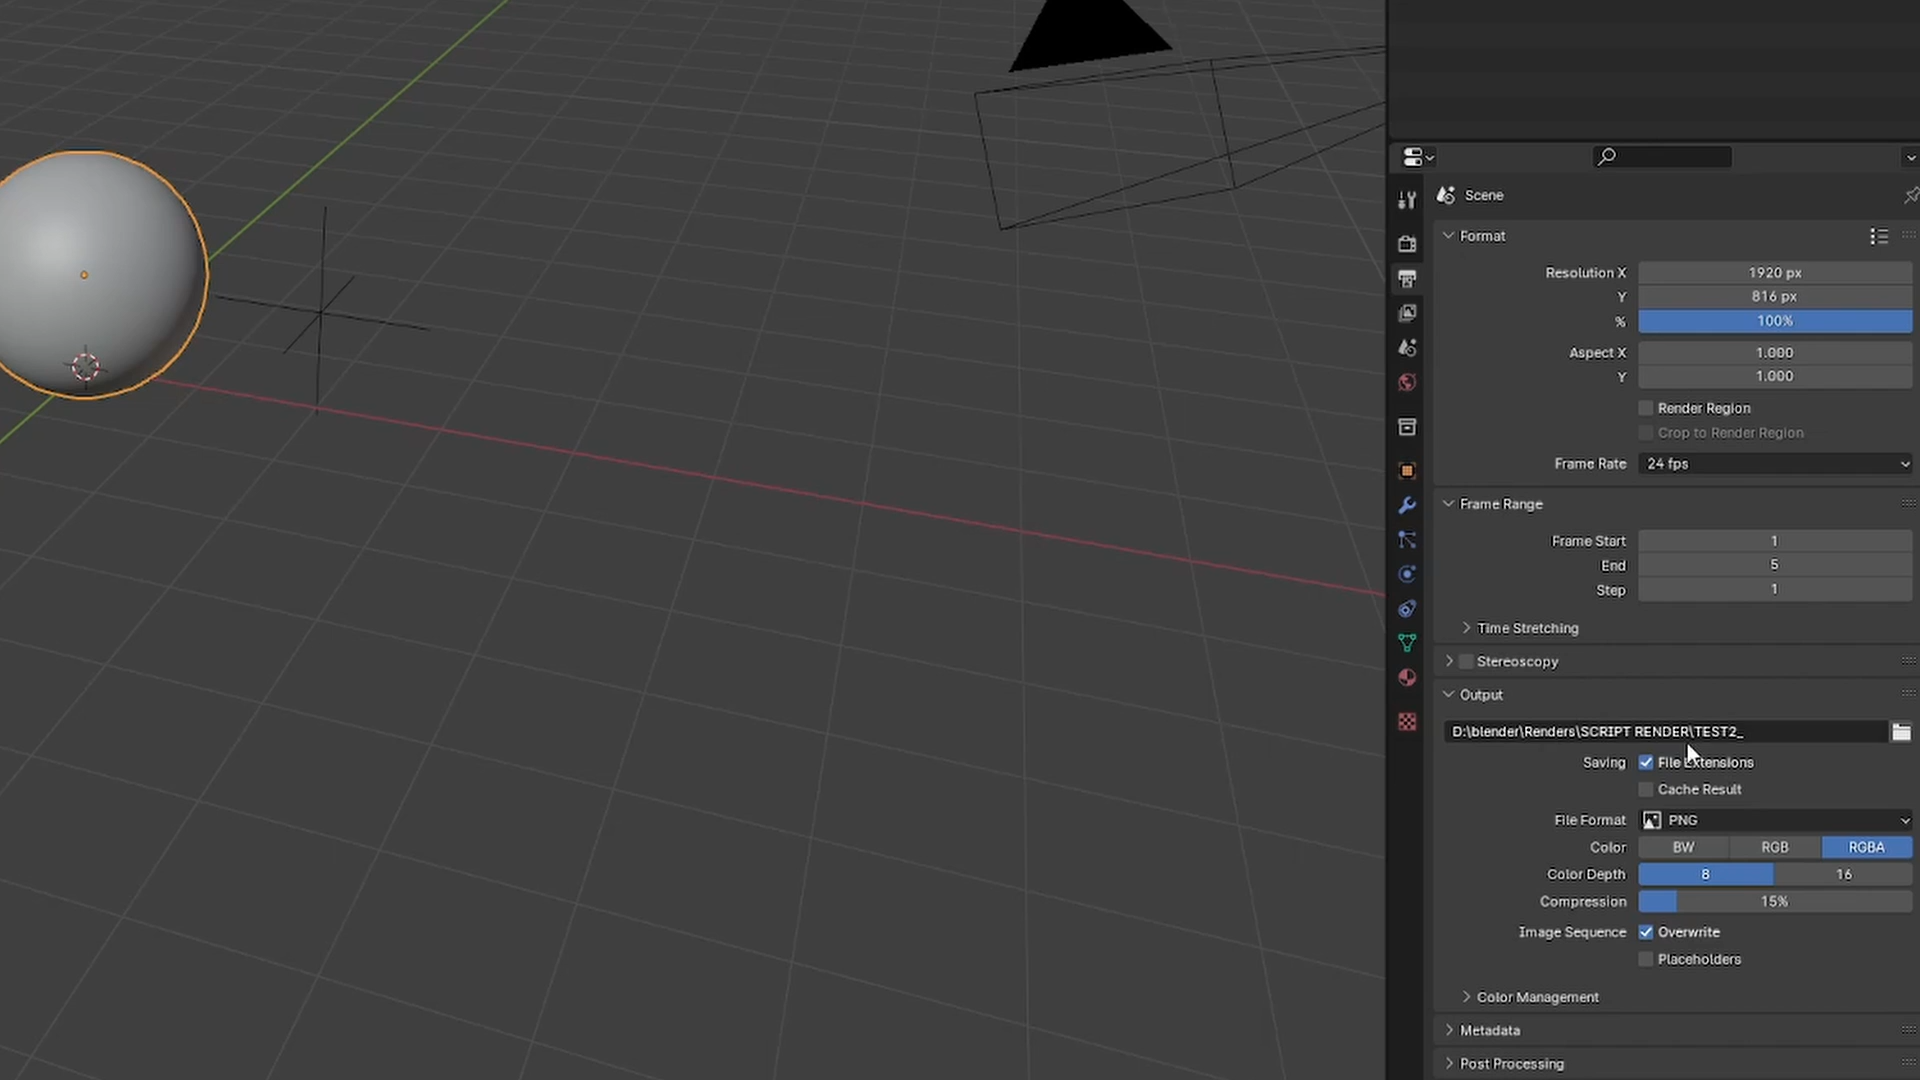 Scene
Format
Resolution X 1920 px
Y 816 px
% 100%
Aspect X 1.000
Y 1.000
Render Region
Crop to Render Region
Frame Rate 24 fps
Frame Range
Frame Start 1
End 5
Step 1
Time Stretching
Stereoscopy
Output
D:\blender\Renders\SCRIPT RENDER\TEST2_
Saving File Extensions
Cache Result
File Format PNG
Color BW RGB RGBA
Color Depth 8 16
Compression 15%
Image Sequence Overwrite
Placeholders
Color Management
Metadata
Post Processing